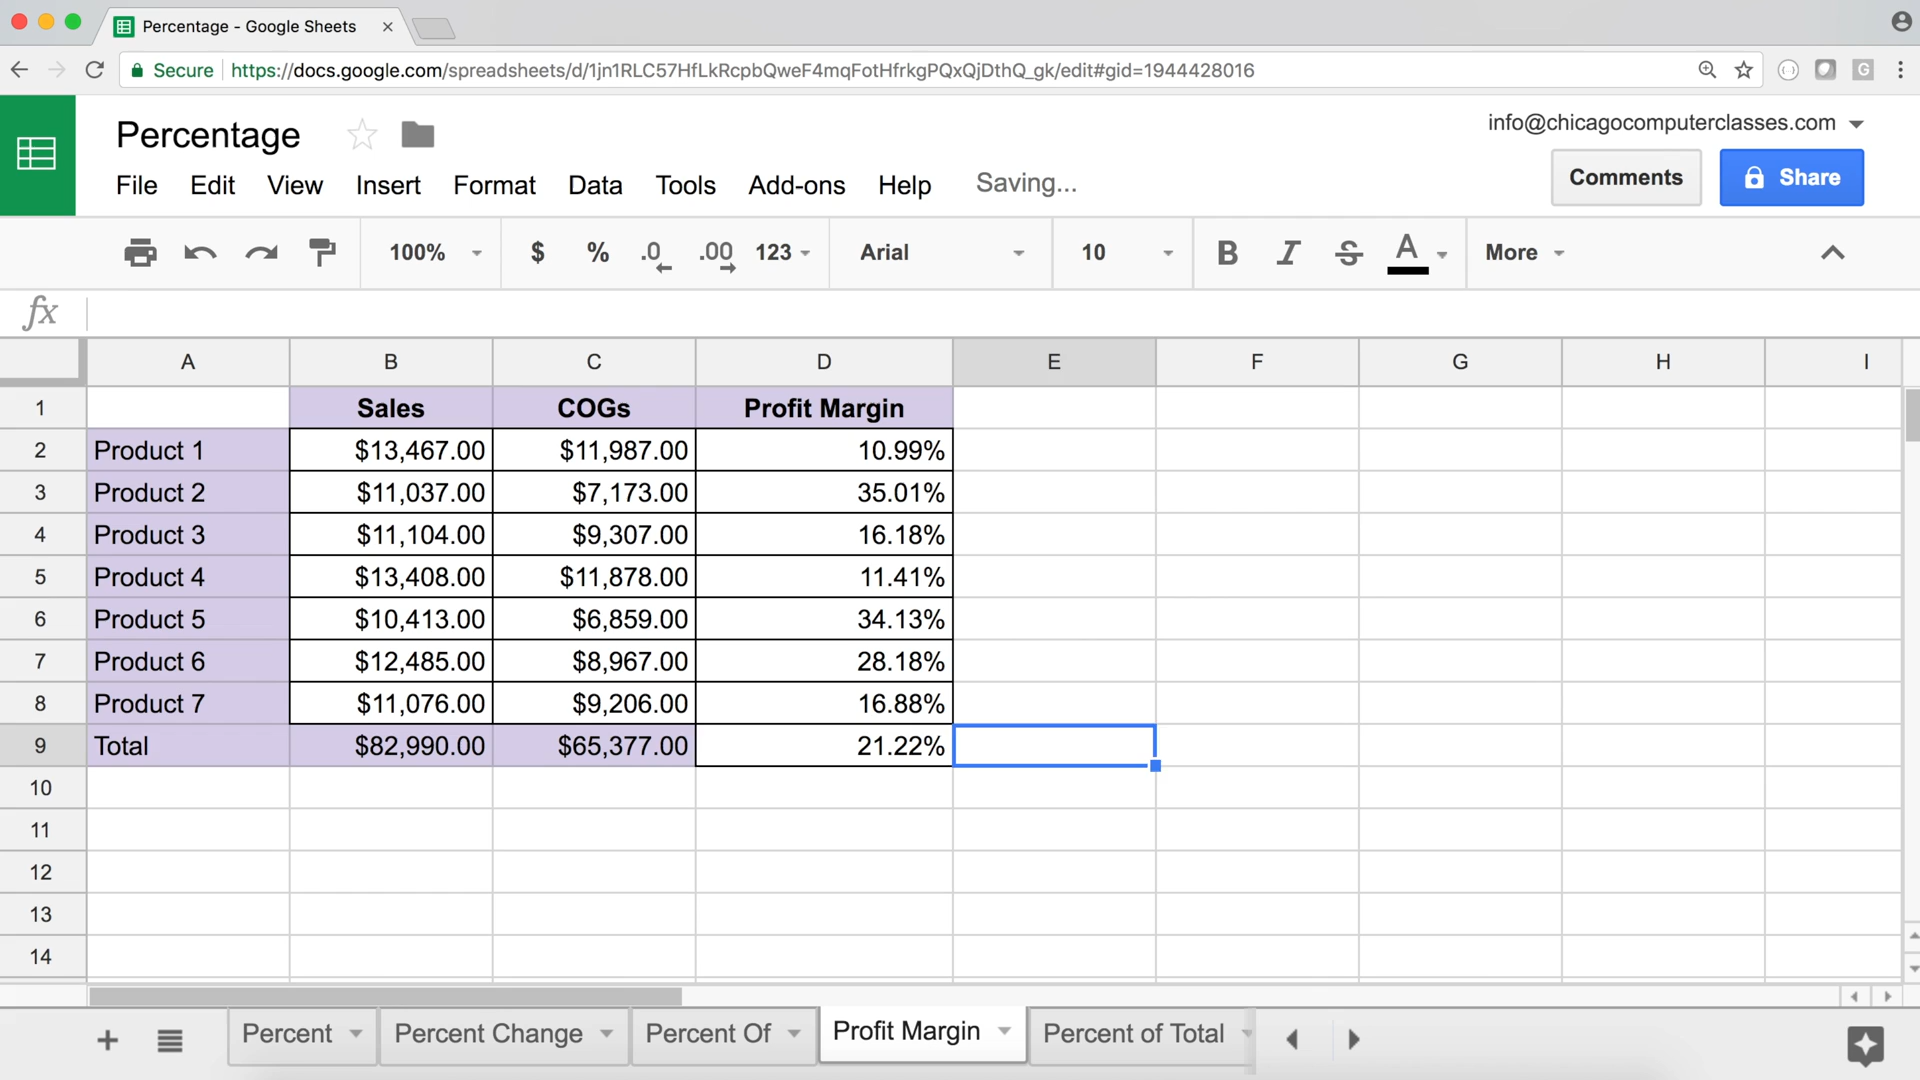 Percentage - Google Sheets
Secure https://docs.google.com/spreadsheets/d/1jn1RLC57HfLkRcpbQweF4mqFotHfrkgPQxQjDthQ_gk/edit#gid=1944428016
G
Percentage
info@chicagocomputerclasses.com
File Edit View Insert Format Data Tools Add-ons Help Saving...
Comments Share
100% $ % .0 .00 123 Arial 10 B I S A More
fx
A B C D E F G H I
1 Sales COGs Profit Margin
2 Product 1 $13,467.00 $11,987.00 10.99%
3 Product 2 $11,037.00 $7,173.00 35.01%
4 Product 3 $11,104.00 $9,307.00 16.18%
5 Product 4 $13,408.00 $11,878.00 11.41%
6 Product 5 $10,413.00 $6,859.00 34.13%
7 Product 6 $12,485.00 $8,967.00 28.18%
8 Product 7 $11,076.00 $9,206.00 16.88%
9 Total $82,990.00 $65,377.00 21.22%
10
11
12
13
14
Percent Percent Change Percent Of Profit Margin Percent of Total